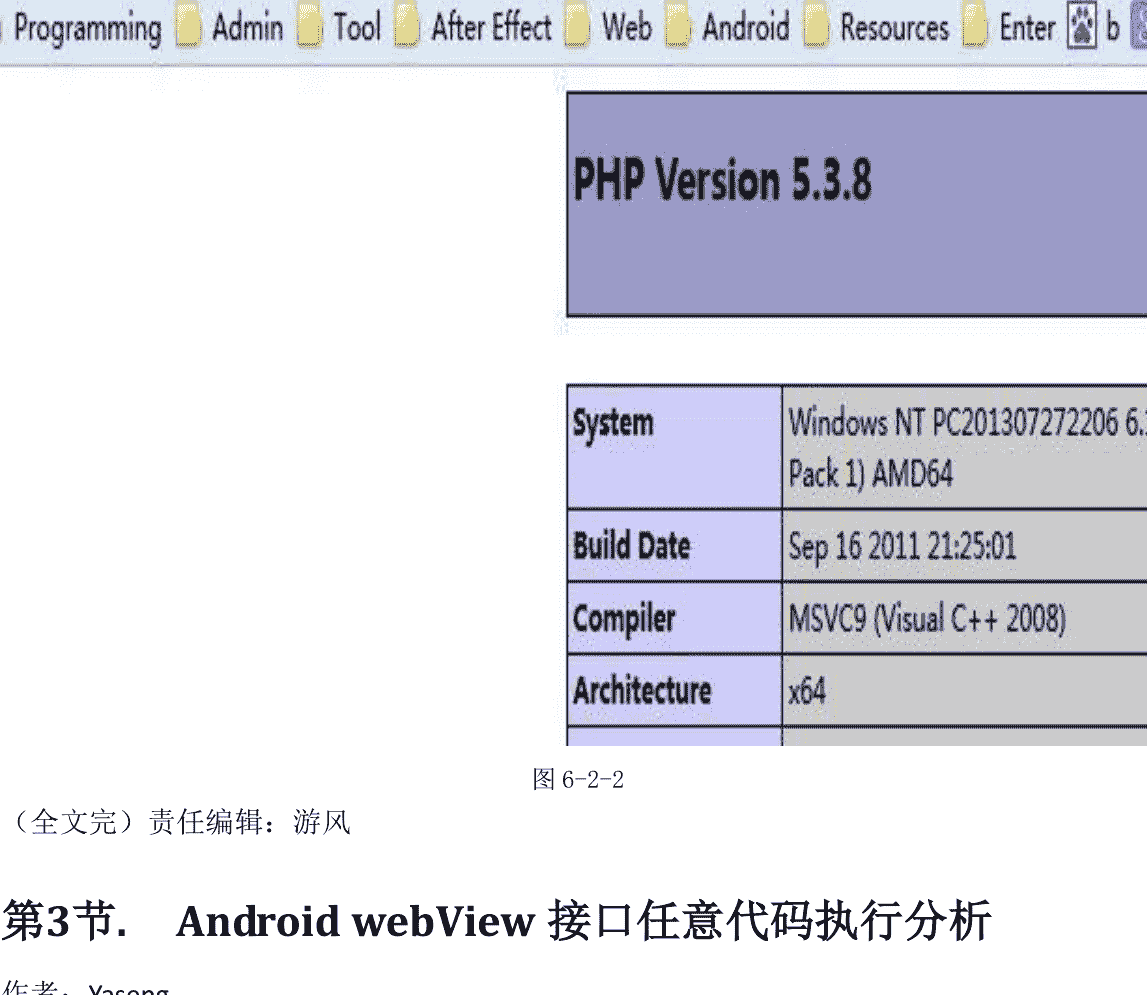 Programming Admin Tool After Effect Web Android Resources Enter b
PHP Version 5.3.8
System Windows NT PC201307272206 6.
Pack 1) AMD64
Build Date Sep 16 2011 21:25:01
Compiler MSVC9 (Visual C++ 2008)
Architecture x64
图 6-2-2
（全文完）责任编辑：游风
第3节. Android webView 接口任意代码执行分析
作者：Yaseng